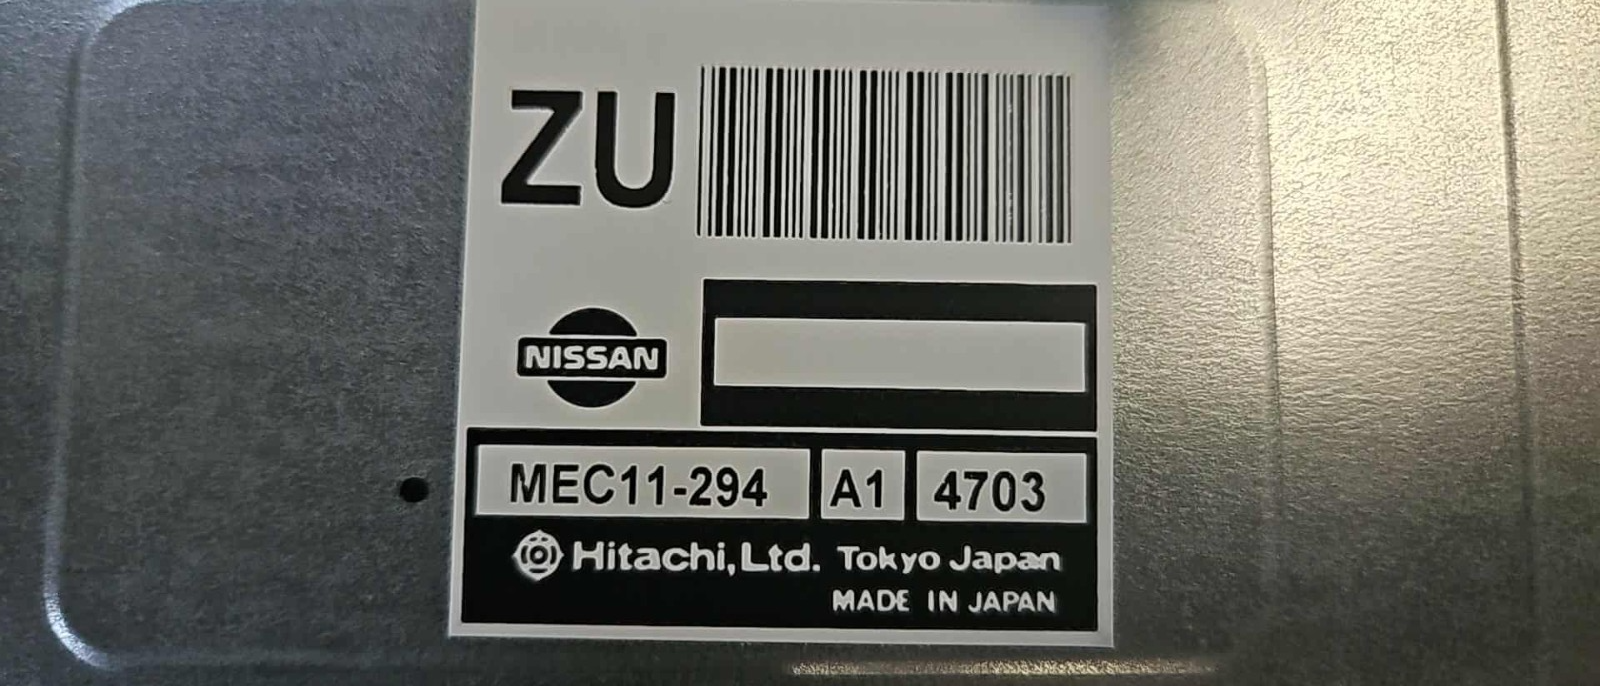 ZU
NISSAN
MEC11-294 A1 4703
Hitachi,Ltd. Tokyo Japan
MADE IN JAPAN